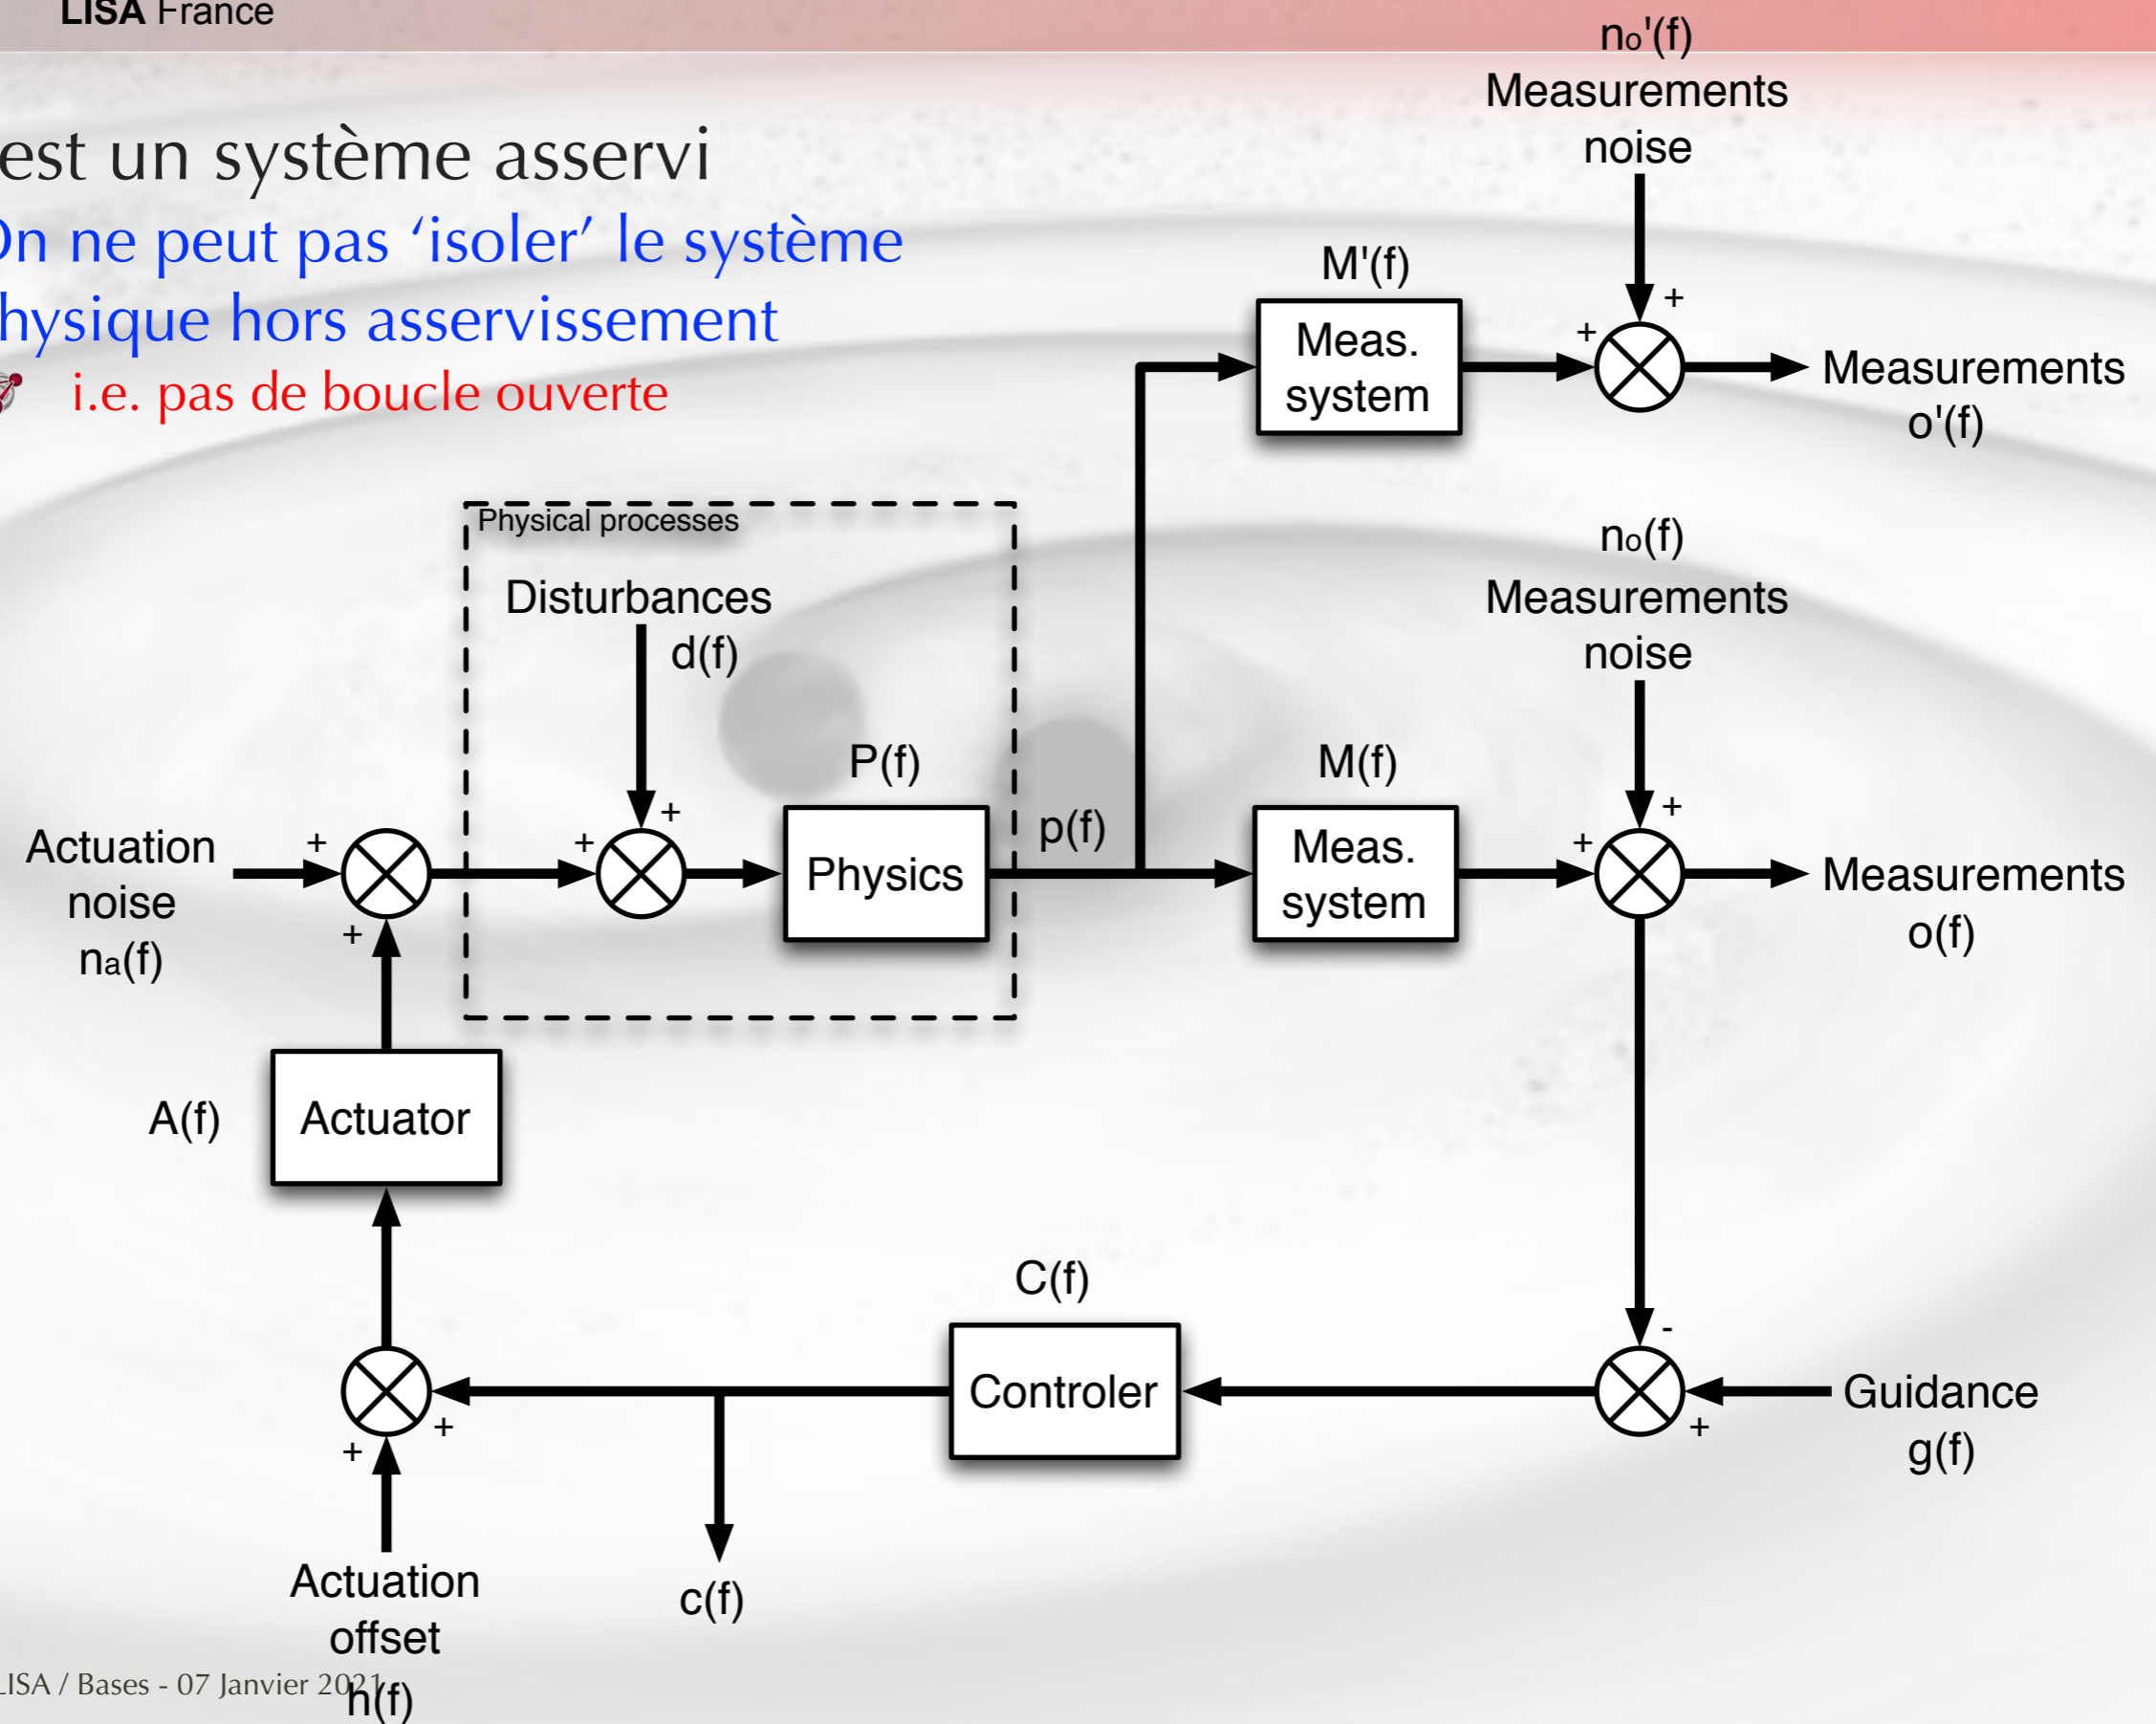 LISA France
est un système asservi
On ne peut pas ‘isoler’ le système
hysique hors asservissement
i.e. pas de boucle ouverte
no'(f)
Measurements
noise
M'(f)
Meas.
system
+
+
Measurements
o'(f)
Physical processes
Disturbances
d(f)
+
+
P(f)
Physics
p(f)
M(f)
Meas.
system
no(f)
Measurements
noise
+
+
Measurements
o(f)
Actuation
noise
na(f)
+
+
A(f)
Actuator
C(f)
Controler
-
+
Guidance
g(f)
+
+
c(f)
Actuation
offset
h(f)
LISA / Bases - 07 Janvier 2021